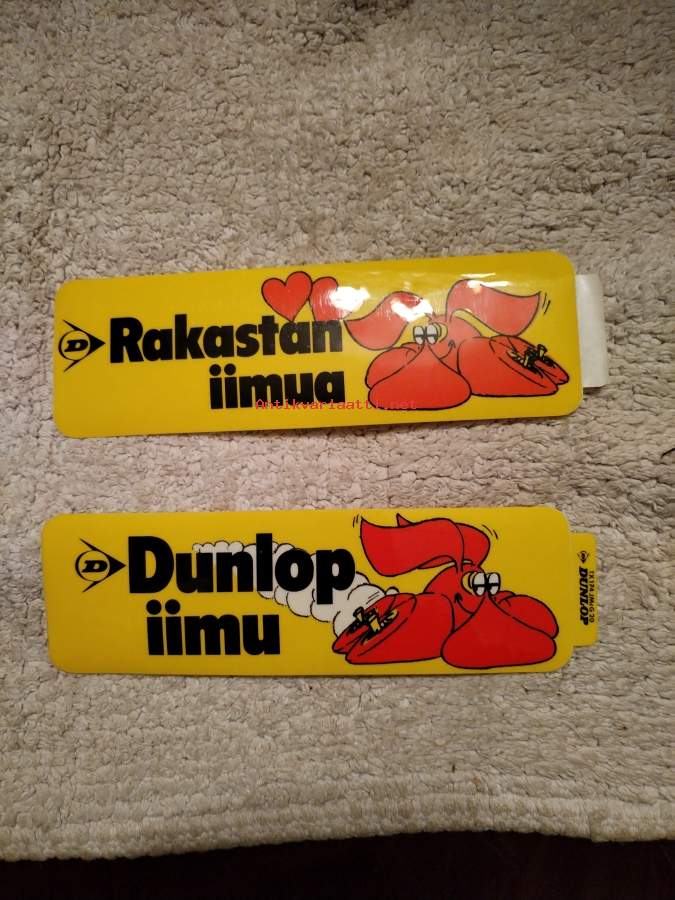 D Rakastan
iimua
Antikvariaatti.net
D Dunlop
iimu
DUNLOP